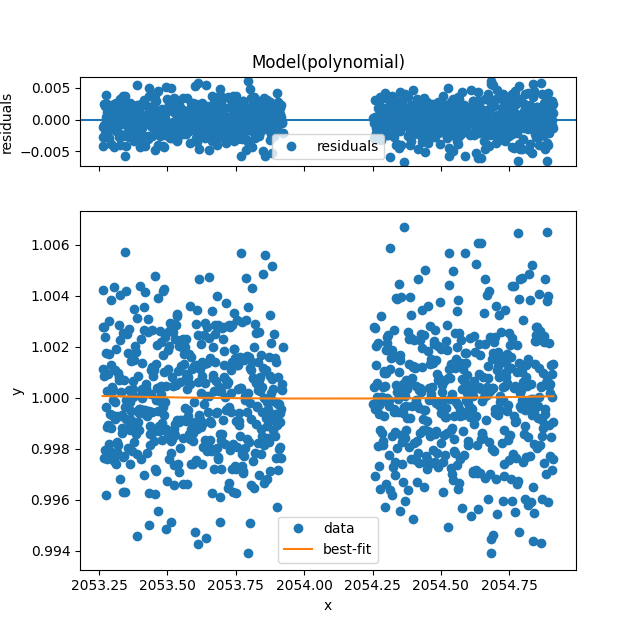 Model(polynomial)
0.005
0.000
−0.005
residuals
residuals
1.006
1.004
1.002
1.000
0.998
0.996
0.994
y
data
best-fit
2053.25 2053.50 2053.75 2054.00 2054.25 2054.50 2054.75
x